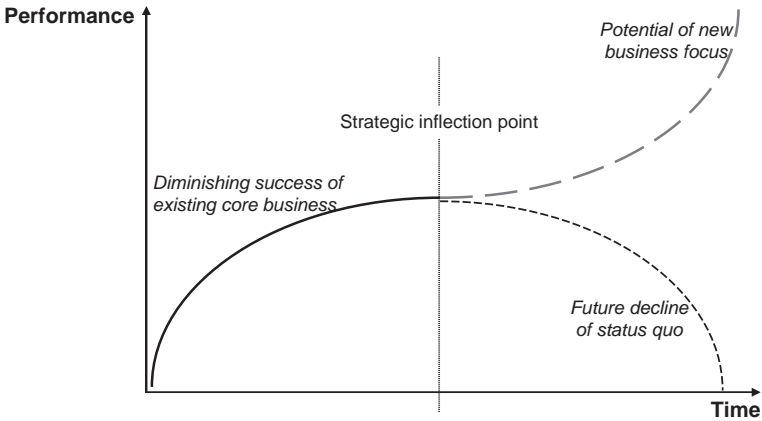 Performance
Potential of new
business focus
Strategic inflection point
Diminishing success of
existing core business
Future decline
of status quo
Time